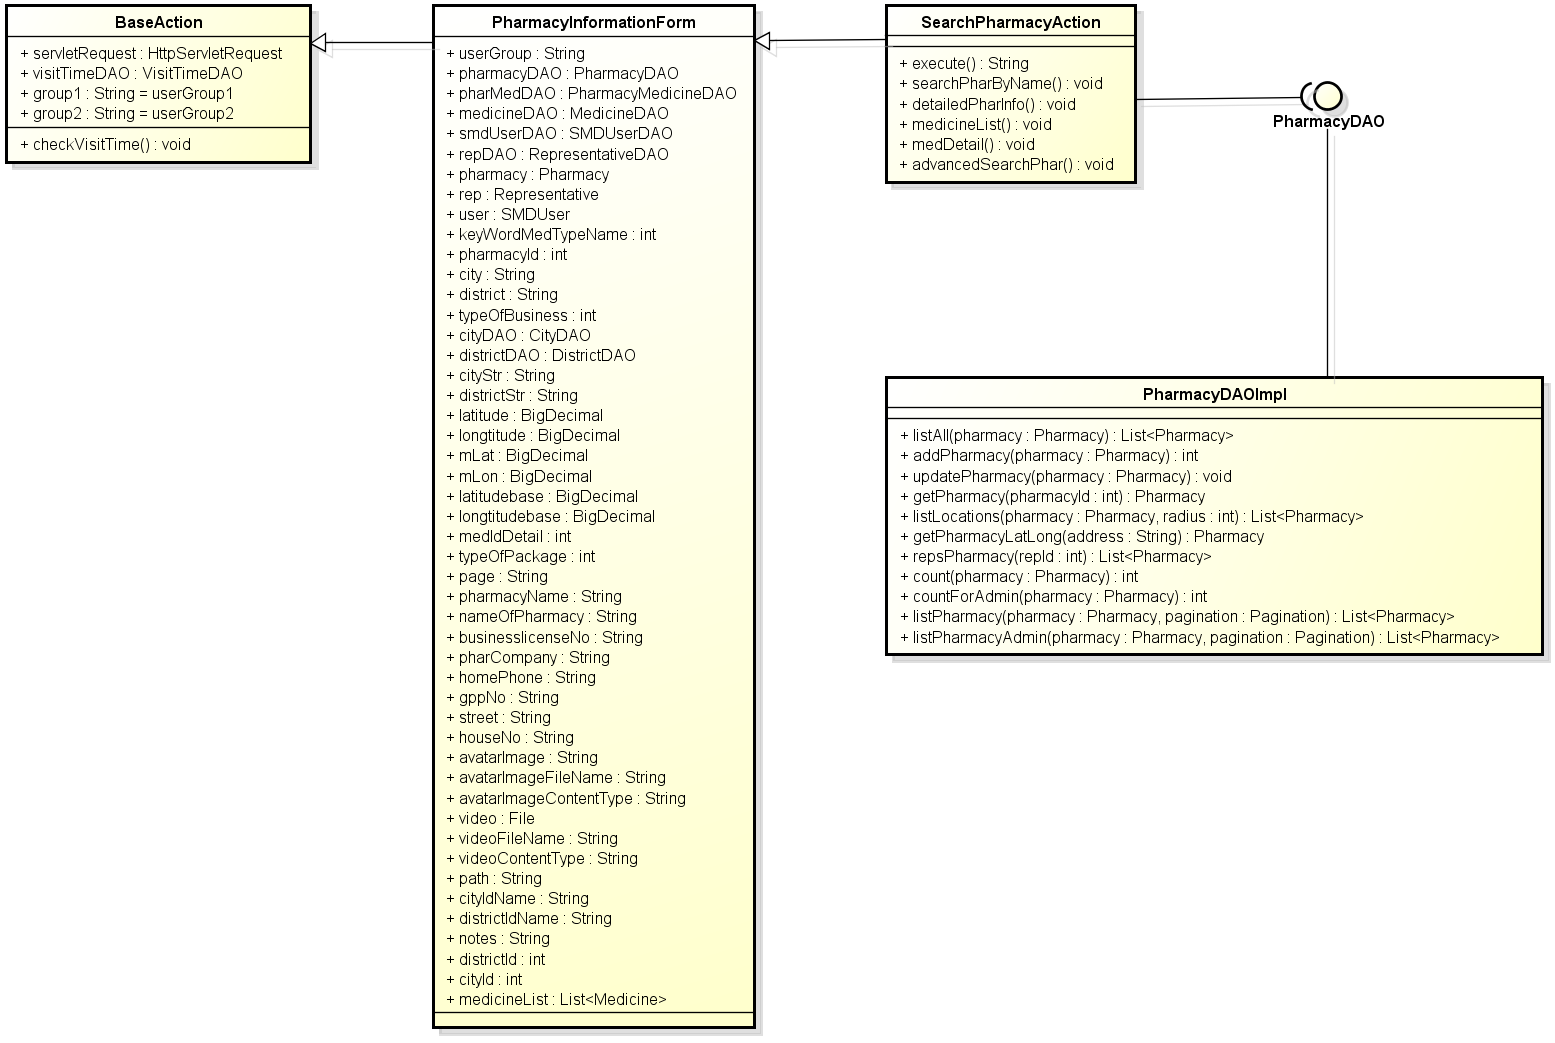 BaseAction
+ servletRequest : HttpServletRequest
+ visitTimeDAO : VisitTimeDAO
+ group1 : String = userGroup1
+ group2 : String = userGroup2
+ checkVisitTime() : void
PharmacyInformationForm
+ userGroup : String
+ pharmacyDAO : PharmacyDAO
+ pharMedDAO : PharmacyMedicineDAO
+ medicineDAO : MedicineDAO
+ smdUserDAO : SMDUserDAO
+ repDAO : RepresentativeDAO
+ pharmacy : Pharmacy
+ rep : Representative
+ user : SMDUser
+ keyWordMedTypeName : int
+ pharmacyId : int
+ city : String
+ district : String
+ typeOfBusiness : int
+ cityDAO : CityDAO
+ districtDAO : DistrictDAO
+ cityStr : String
+ districtStr : String
+ latitude : BigDecimal
+ longtitude : BigDecimal
+ mLat : BigDecimal
+ mLon : BigDecimal
+ latitudebase : BigDecimal
+ longtitudebase : BigDecimal
+ medIdDetail : int
+ typeOfPackage : int
+ page : String
+ pharmacyName : String
+ nameOfPharmacy : String
+ businesslicenseNo : String
+ pharCompany : String
+ homePhone : String
+ gppNo : String
+ street : String
+ houseNo : String
+ avatarImage : String
+ avatarImageFileName : String
+ avatarImageContentType : String
+ video : File
+ videoFileName : String
+ videoContentType : String
+ path : String
+ cityIdName : String
+ districtIdName : String
+ notes : String
+ districtId : int
+ cityId : int
+ medicineList : List<Medicine>
SearchPharmacyAction
+ execute() : String
+ searchPharByName() : void
+ detailedPharInfo() : void
+ medicineList() : void
+ medDetail() : void
+ advancedSearchPhar() : void
PharmacyDAO
PharmacyDAOImpl
+ listAll(pharmacy : Pharmacy) : List<Pharmacy>
+ addPharmacy(pharmacy : Pharmacy) : int
+ updatePharmacy(pharmacy : Pharmacy) : void
+ getPharmacy(pharmacyId : int) : Pharmacy
+ listLocations(pharmacy : Pharmacy, radius : int) : List<Pharmacy>
+ getPharmacyLatLong(address : String) : Pharmacy
+ repsPharmacy(repId : int) : List<Pharmacy>
+ count(pharmacy : Pharmacy) : int
+ countForAdmin(pharmacy : Pharmacy) : int
+ listPharmacy(pharmacy : Pharmacy, pagination : Pagination) : List<Pharmacy>
+ listPharmacyAdmin(pharmacy : Pharmacy, pagination : Pagination) : List<Pharmacy>